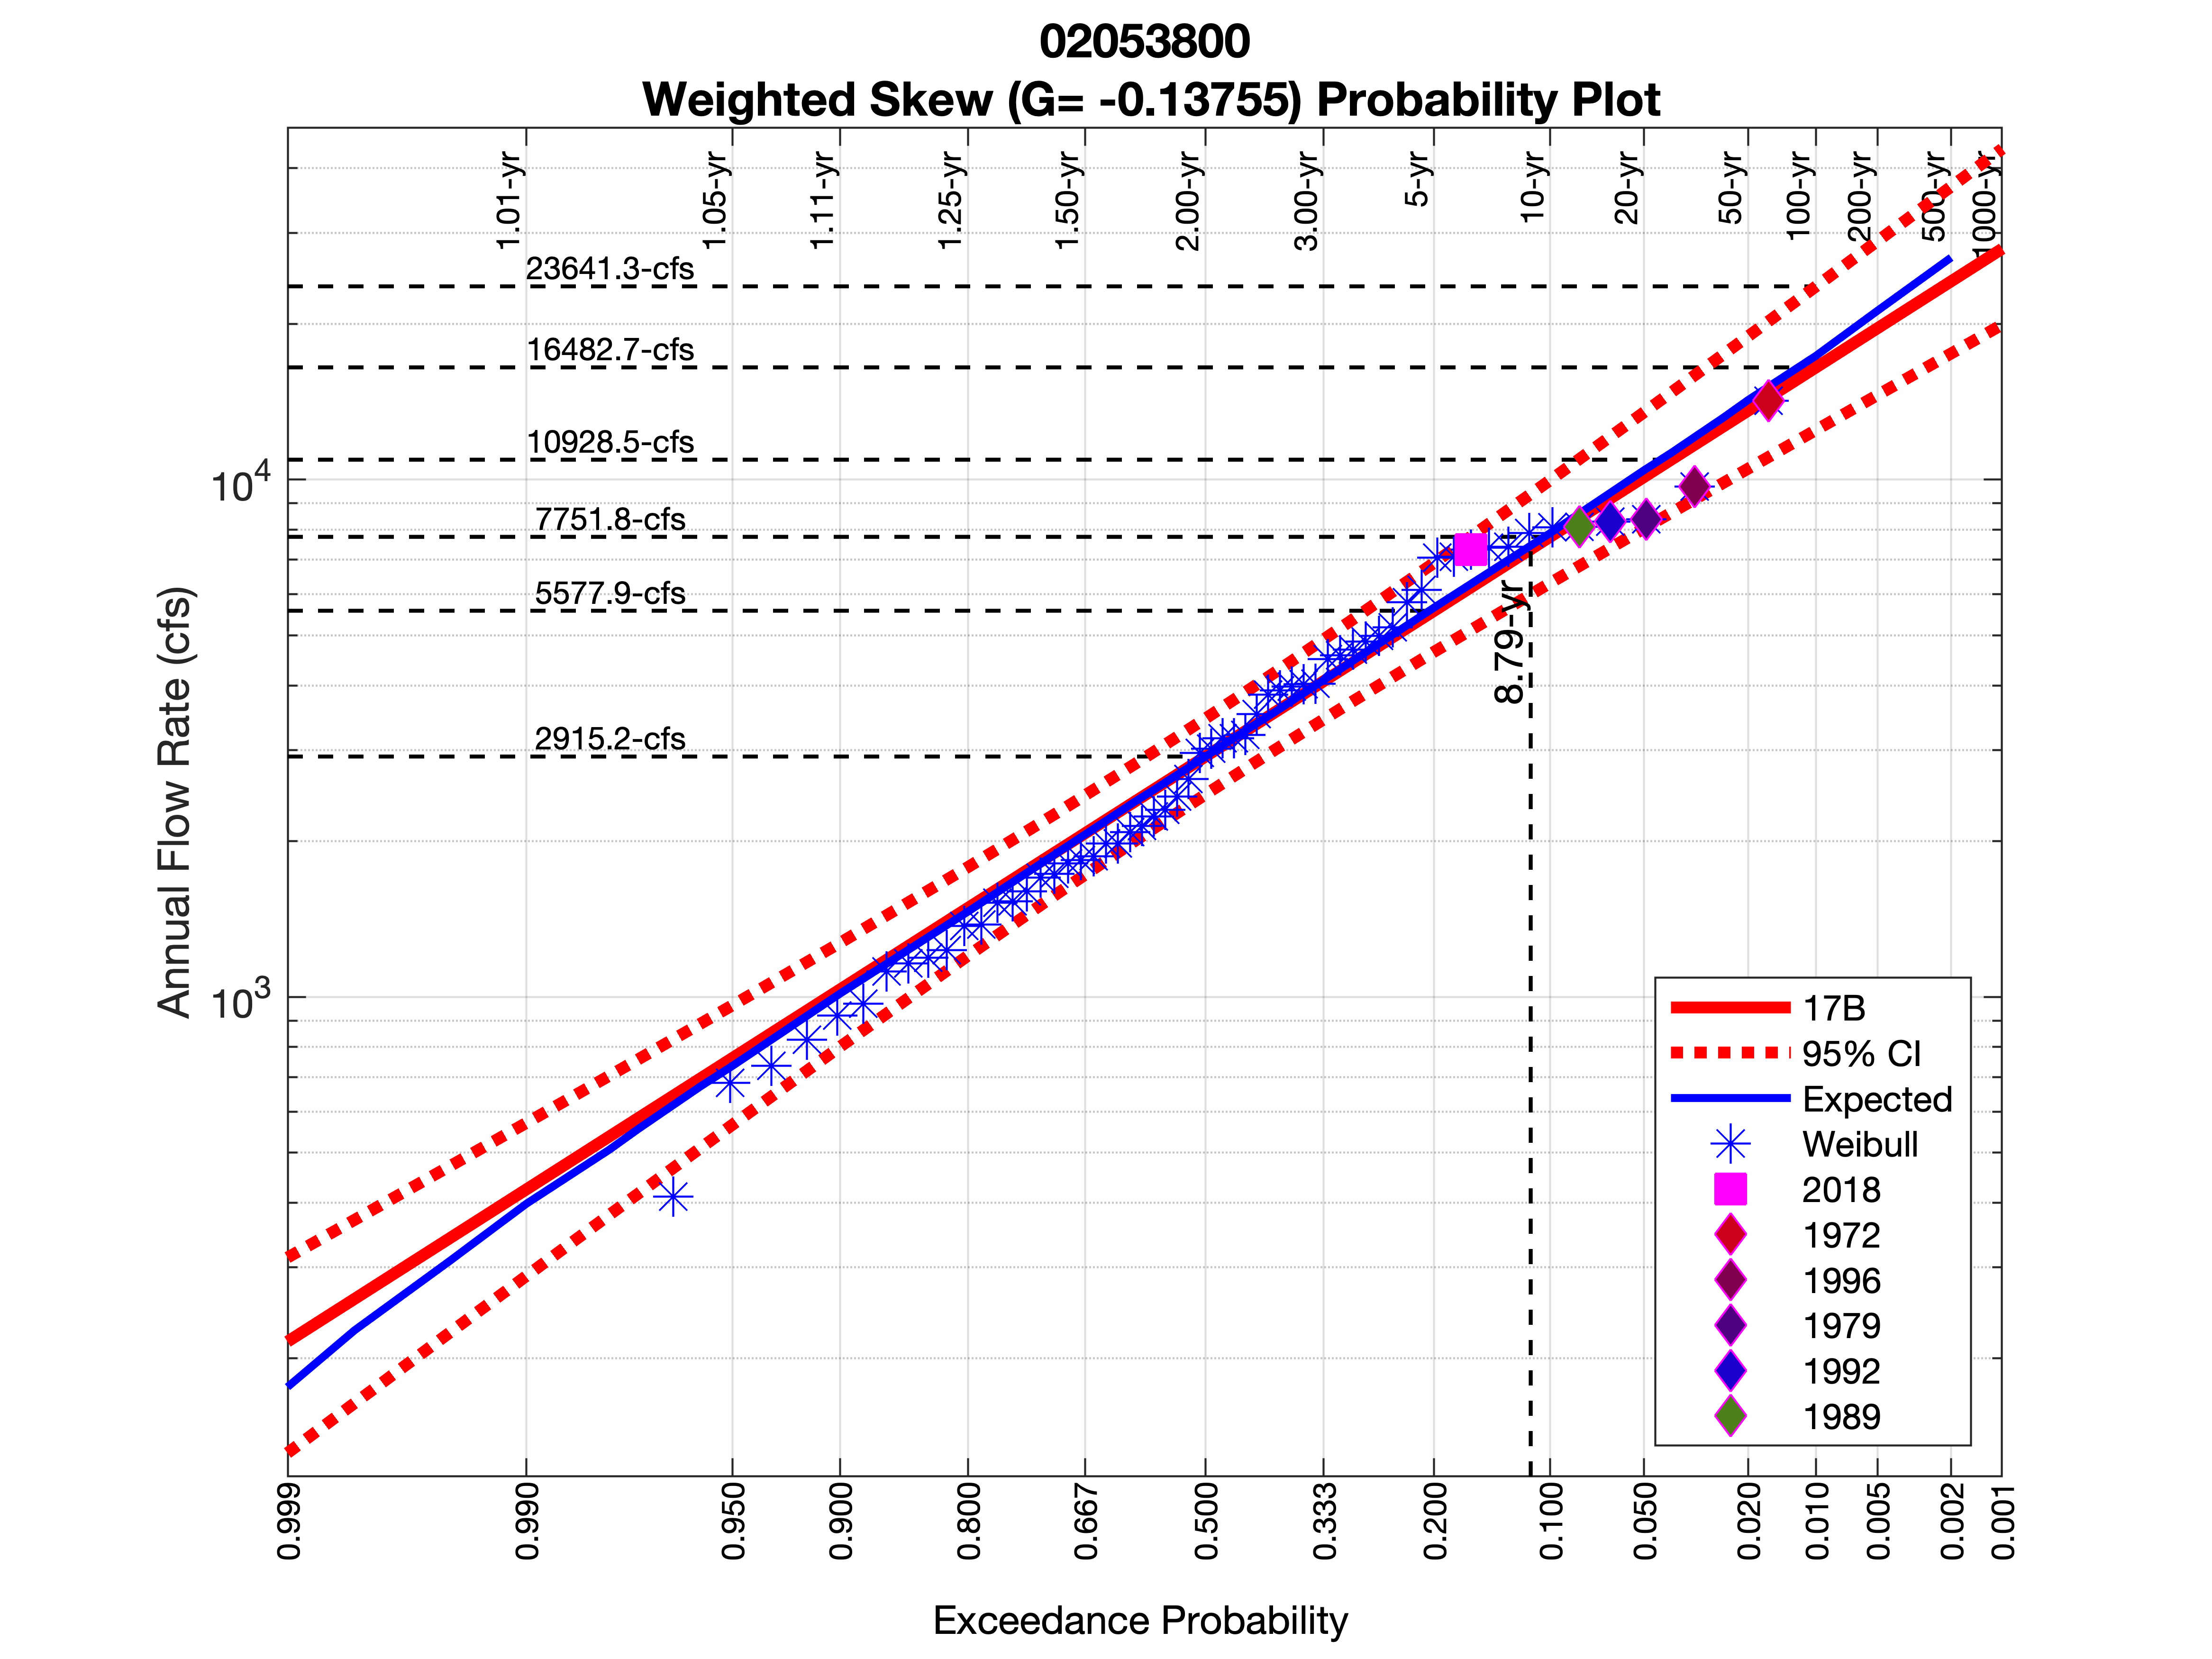 02053800
Weighted Skew (G= -0.13755) Probability Plot
1.01-yr
1.05-yr
1.11-yr
1.25-yr
1.50-yr
2.00-yr
3.00-yr
5-yr
10-yr
20-yr
50-yr
100-yr
200-yr
500-yr
1000-yr
23641.3-cfs
16482.7-cfs
10928.5-cfs
7751.8-cfs
5577.9-cfs
2915.2-cfs
8.79-yr
10⁴
10³
Annual Flow Rate (cfs)
17B
95% CI
Expected
Weibull
2018
1972
1996
1979
1992
1989
0.999
0.990
0.950
0.900
0.800
0.667
0.500
0.333
0.200
0.100
0.050
0.020
0.010
0.005
0.002
0.001
Exceedance Probability